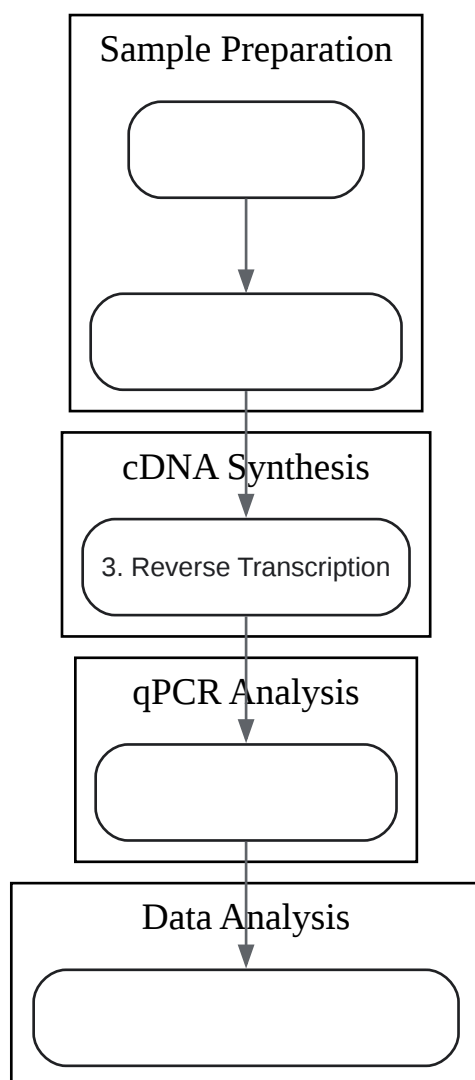 Sample Preparation
cDNA Synthesis
3. Reverse Transcription
qPCR Analysis
Data Analysis